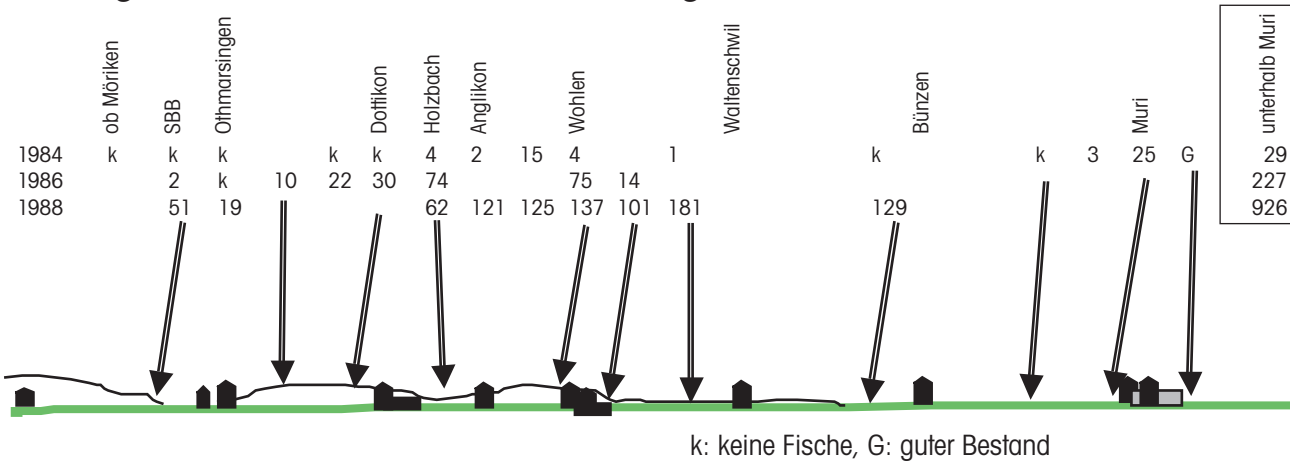 ob Möriken
SBB
Othmarsingen
Dottikon
Holzbach
Anglikon
Wohlen
Waltenschwil
Bünzen
Muri
unterhalb Muri
1984 k k k k k 4 2 15 4 1 k k 3 25 G 29
1986 2 k 10 22 30 74 75 14 227
1988 51 19 62 121 125 137 101 181 129 926
k: keine Fische, G: guter Bestand